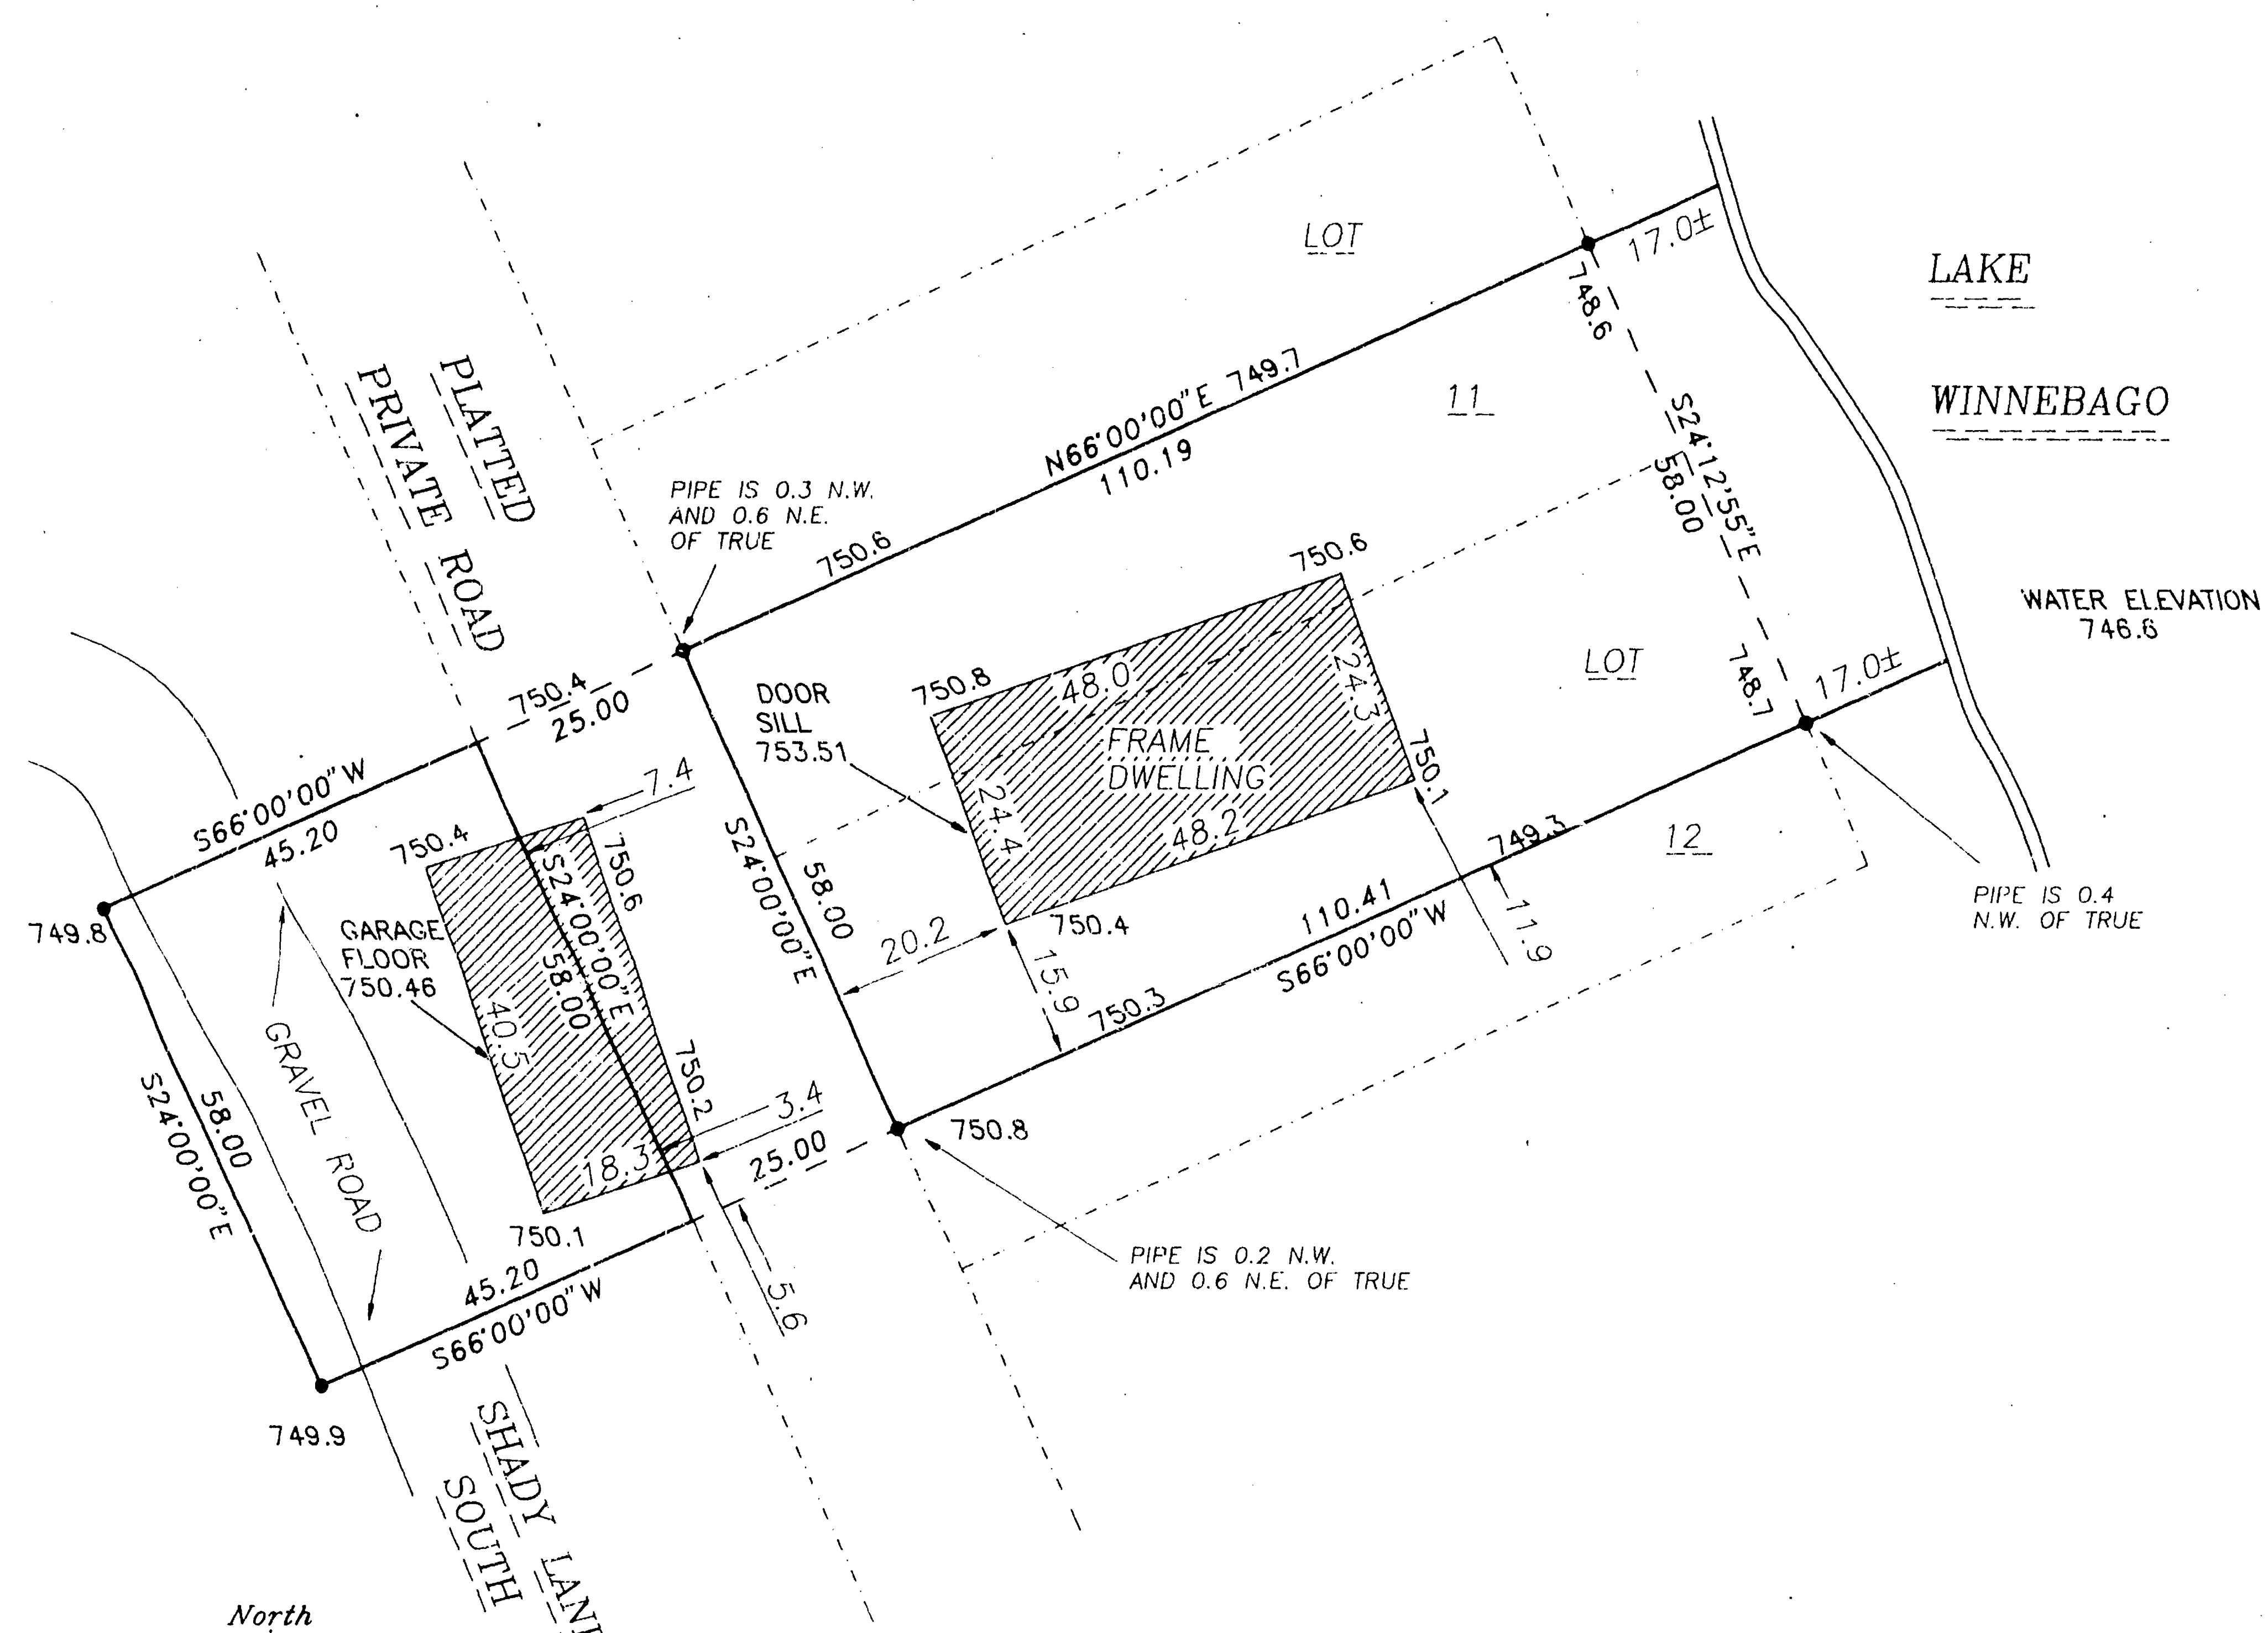 LOT
17.0±
LAKE
WINNEBAGO
748.6
N66°00'00"E 749.7
110.19
11
S24°12'55"E
58.00
PLATTED
PRIVATE ROAD
PIPE IS 0.3 N.W.
AND 0.6 N.E.
OF TRUE
750.6
750.6
WATER ELEVATION
746.6
LOT
748.7
17.0±
750.4
25.00
DOOR
SILL
753.51
750.8
48.0
24.3
FRAME
DWELLING
24.4
48.2
750.1
S66°00'00"W
45.20
7.4
750.4
750.6
S24°00'00"E
58.00
S24°00'00"E
58.00
749.3
12
PIPE IS 0.4
N.W. OF TRUE
749.8
GARAGE
FLOOR
750.46
40.5
20.2
750.4
15.9
110.41
S66°00'00"W
11.9
750.3
GRAVEL ROAD
58.00
S24°00'00"E
750.2
3.4
18.3
25.00
750.8
750.1
45.20
S66°00'00"W
5.6
PIPE IS 0.2 N.W.
AND 0.6 N.E. OF TRUE
749.9
SHADY LANE
SOUTH
North